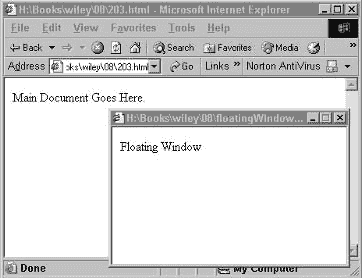 H:\Books\wiley\08\203.html - Microsoft Internet Explorer
File Edit View Favorites Tools Help
Back Search Favorites Media »
Address :ks\wiley\08\203.html Go Links » Norton AntiVirus
Main Document Goes Here.
H:\Books\wiley\08\floatingWindow...
Floating Window
Done
My Computer